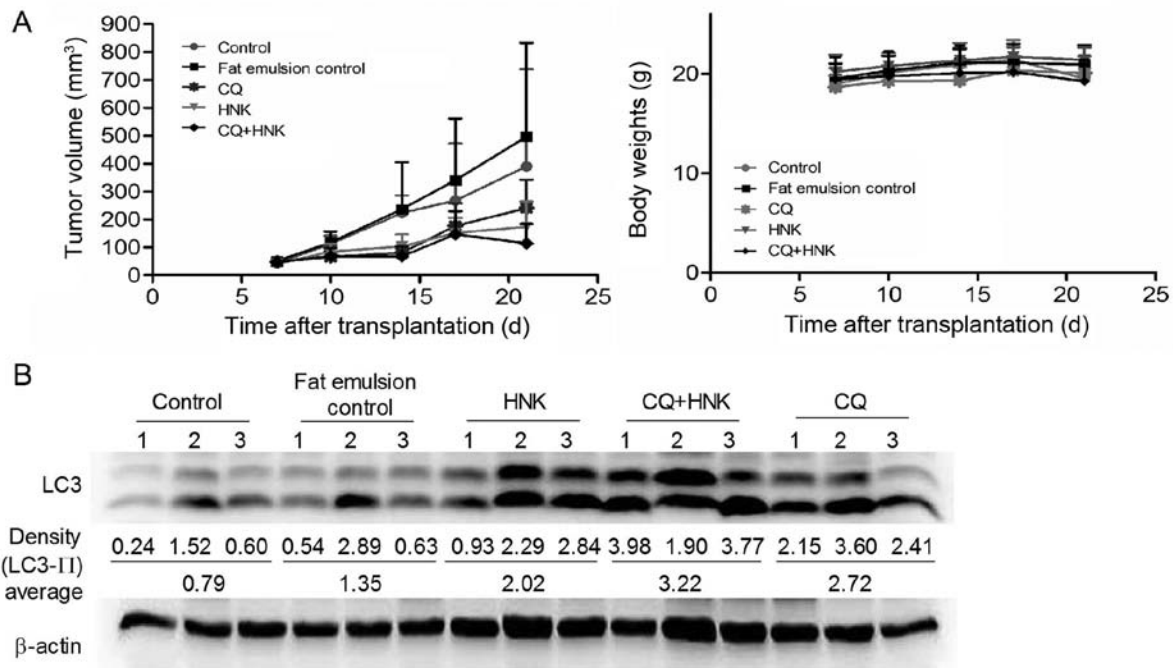 A
Tumor volume (mm³)
900
800
700
600
500
400
300
200
100
0
Control
Fat emulsion control
CQ
HNK
CQ+HNK
0 5 10 15 20 25
Time after transplantation (d)
Body weights (g)
20
10
0
Control
Fat emulsion control
CQ
HNK
CQ+HNK
0 5 10 15 20 25
Time after transplantation (d)
B
Control Fat emulsion control HNK CQ+HNK CQ
1 2 3 1 2 3 1 2 3 1 2 3 1 2 3
LC3
Density (LC3-II) average
0.24 1.52 0.60 0.54 2.89 0.63 0.93 2.29 2.84 3.98 1.90 3.77 2.15 3.60 2.41
0.79 1.35 2.02 3.22 2.72
β-actin